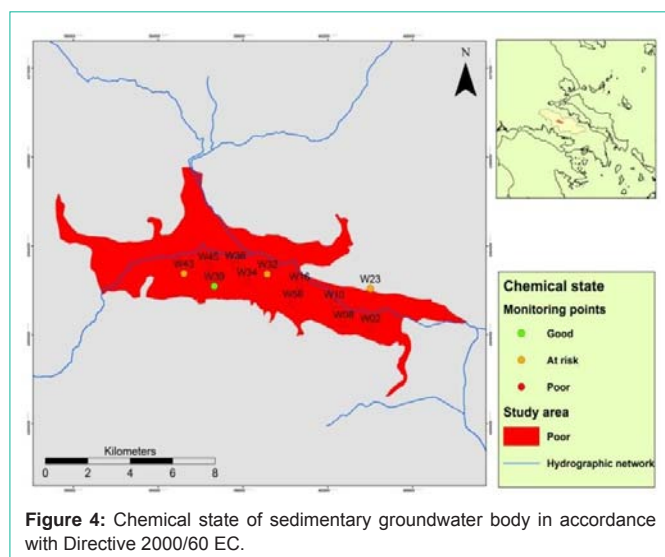 N
W45
W36
W43
W34
W32
W39
W16
W23
W56
W10
W08
W02
Kilometers
0 2 4 6 8
Chemical state
Monitoring points
Good
At risk
Poor
Study area
Poor
Hydrographic network
Figure 4: Chemical state of sedimentary groundwater body in accordance
with Directive 2000/60 EC.